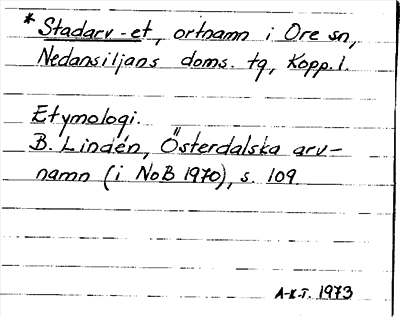 * Stadarv-et, ortnamn i Ore sn,
Nedansiljans doms. tg, Kopp. l.
Etymologi.
B. Lindén, Österdalska arv-
namn (i NoB 1970), s. 109
A-K.T. 1973